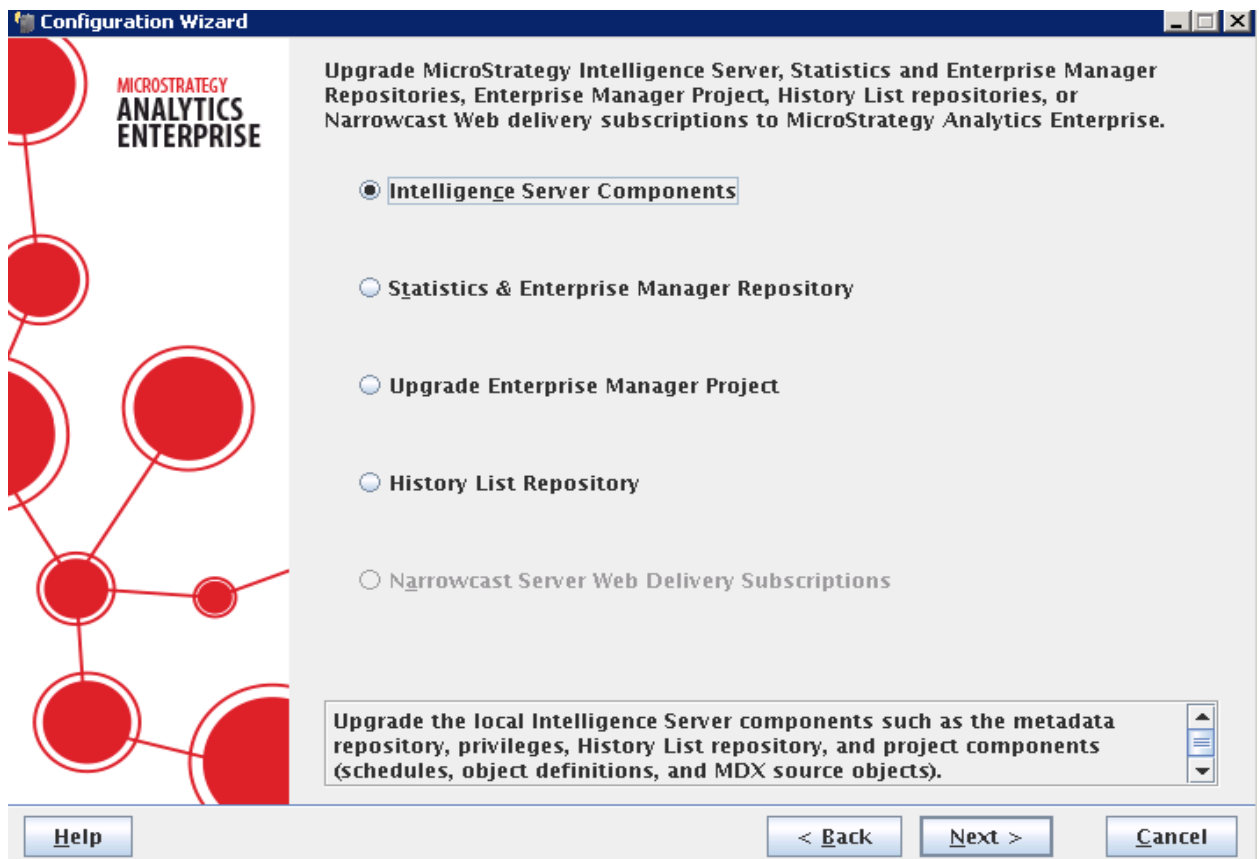 Configuration Wizard
MICROSTRATEGY
ANALYTICS
ENTERPRISE
Upgrade MicroStrategy Intelligence Server, Statistics and Enterprise Manager
Repositories, Enterprise Manager Project, History List repositories, or
Narrowcast Web delivery subscriptions to MicroStrategy Analytics Enterprise.
Intelligence Server Components
Statistics & Enterprise Manager Repository
Upgrade Enterprise Manager Project
History List Repository
Narrowcast Server Web Delivery Subscriptions
Upgrade the local Intelligence Server components such as the metadata
repository, privileges, History List repository, and project components
(schedules, object definitions, and MDX source objects).
Help
< Back
Next >
Cancel